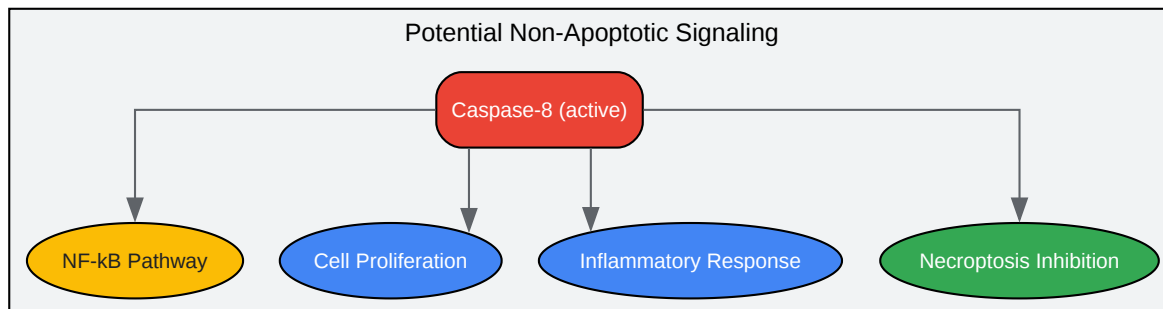 Potential Non-Apoptotic Signaling
Caspase-8 (active)
NF-kB Pathway
Cell Proliferation
Inflammatory Response
Necroptosis Inhibition